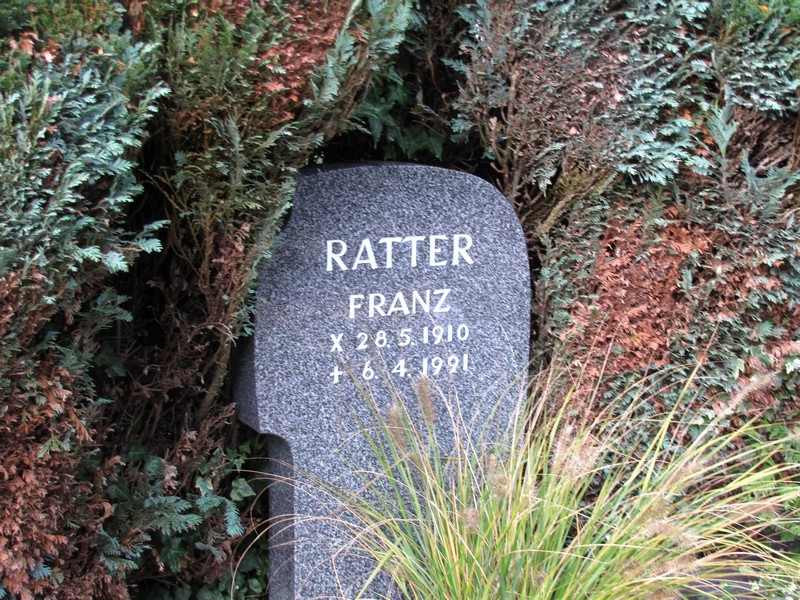 RATTER
FRANZ
x 28.5.1910
+ 6.4.1991